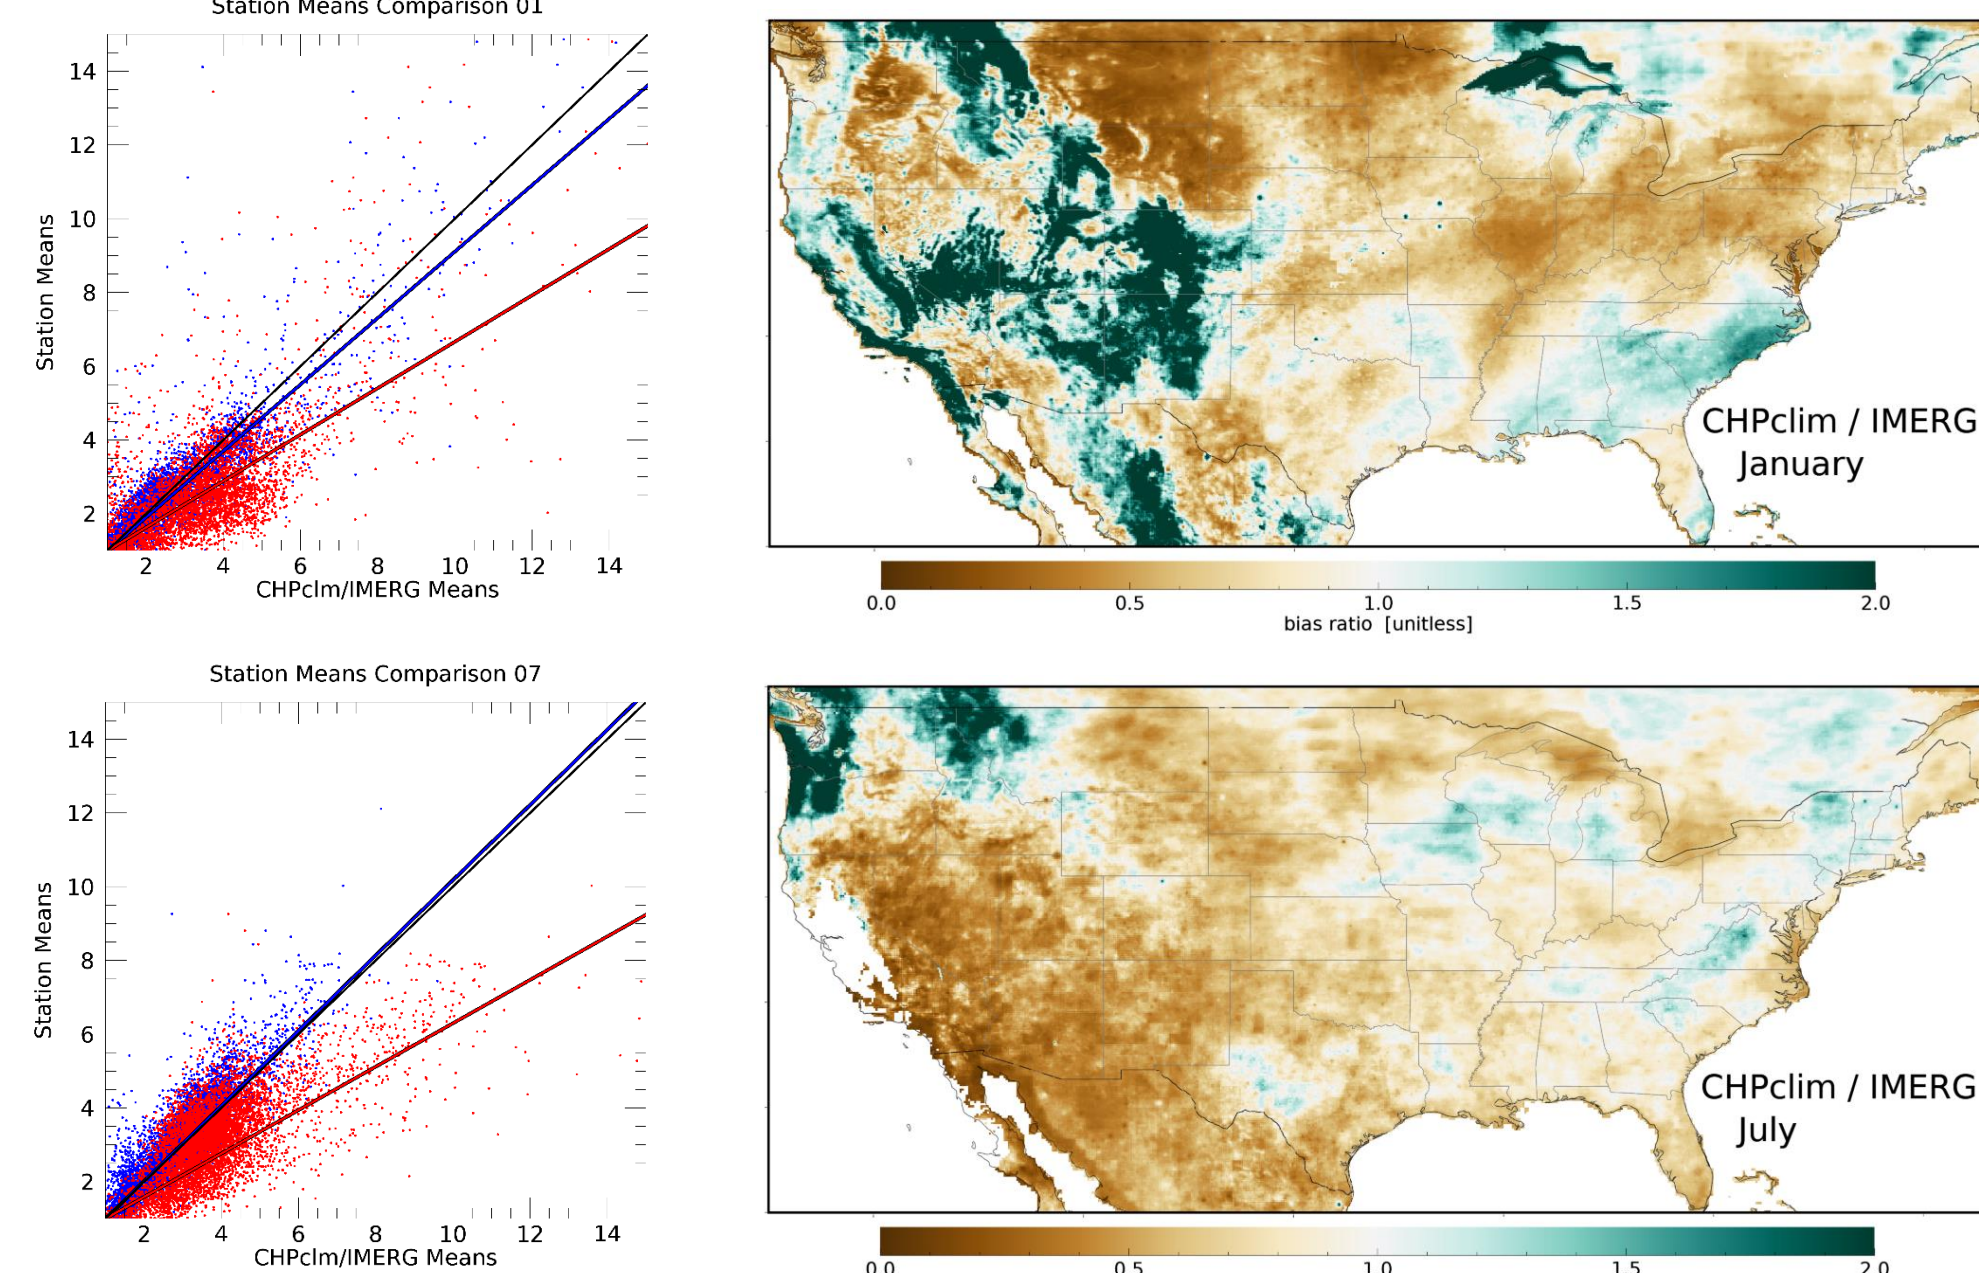 Station Means Comparison 01
14
12
10
8
6
4
2
Station Means
2 4 6 8 10 12 14
CHPclm/IMERG Means
CHPclim / IMERG
January
0.0 0.5 1.0 1.5 2.0
bias ratio [unitless]
Station Means Comparison 07
14
12
10
8
6
4
2
Station Means
2 4 6 8 10 12 14
CHPclm/IMERG Means
CHPclim / IMERG
July
0.0 0.5 1.0 1.5 2.0